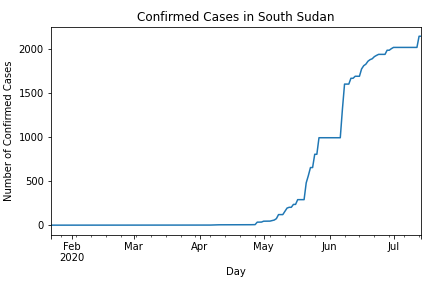 Confirmed Cases in South Sudan
Number of Confirmed Cases
2000
1500
1000
500
0
Feb
2020
Mar
Apr
May
Jun
Jul
Day